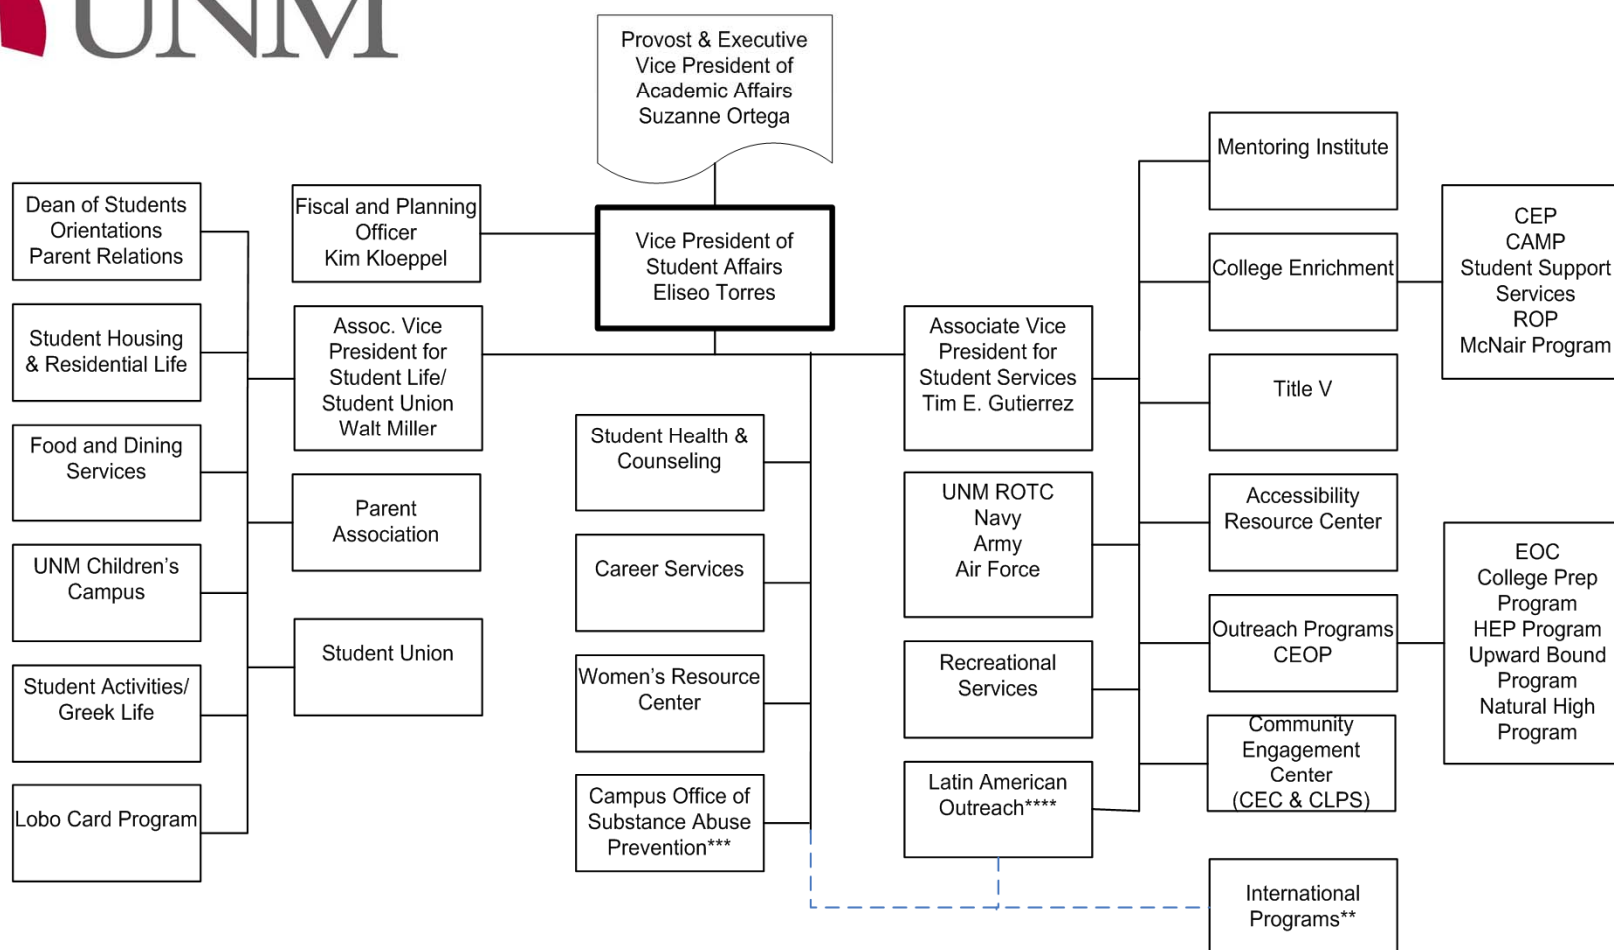 UNM
Provost & Executive
Vice President of
Academic Affairs
Suzanne Ortega
Vice President of
Student Affairs
Eliseo Torres
Fiscal and Planning
Officer
Kim Kloeppel
Dean of Students
Orientations
Parent Relations
Student Housing
& Residential Life
Food and Dining
Services
UNM Children’s
Campus
Student Activities/
Greek Life
Lobo Card Program
Assoc. Vice
President for
Student Life/
Student Union
Walt Miller
Parent
Association
Student Union
Student Health &
Counseling
Career Services
Women’s Resource
Center
Campus Office of
Substance Abuse
Prevention***
Associate Vice
President for
Student Services
Tim E. Gutierrez
UNM ROTC
Navy
Army
Air Force
Recreational
Services
Latin American
Outreach****
Mentoring Institute
College Enrichment
Title V
Accessibility
Resource Center
Outreach Programs
CEOP
Community
Engagement
Center
(CEC & CLPS)
International
Programs**
CEP
CAMP
Student Support
Services
ROP
McNair Program
EOC
College Prep
Program
HEP Program
Upward Bound
Program
Natural High
Program